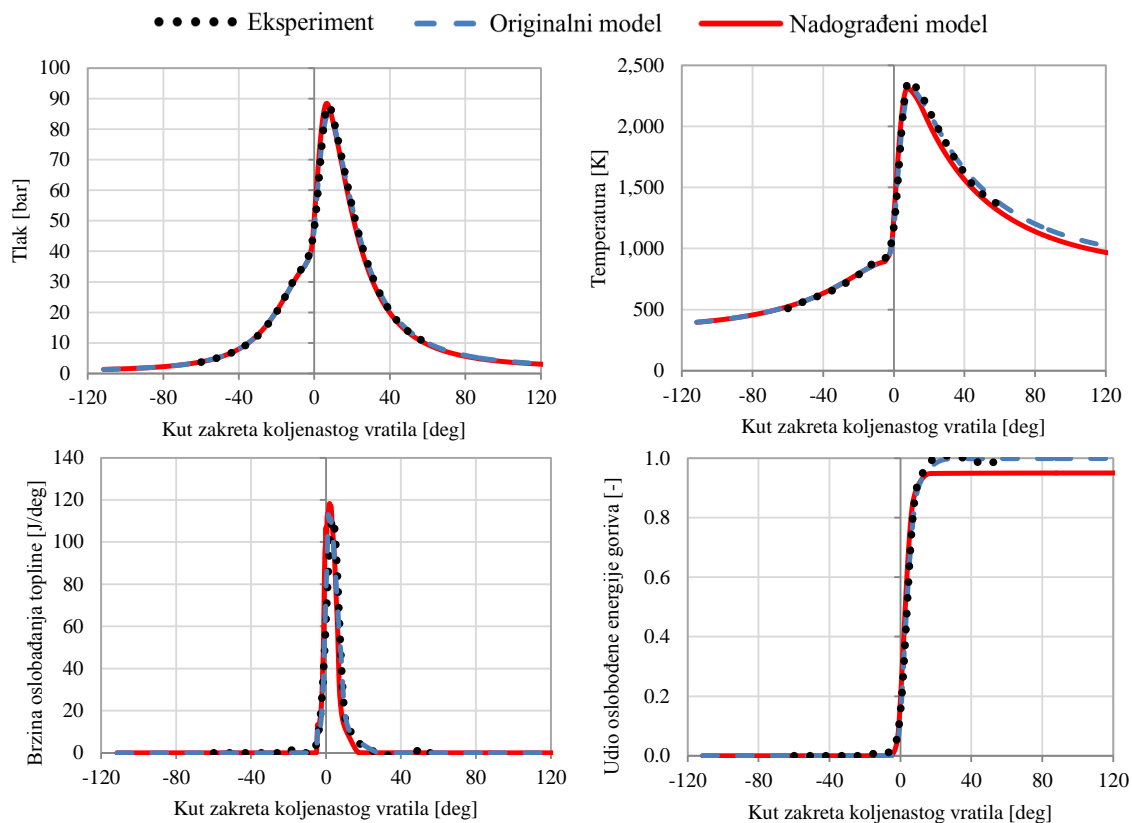 Eksperiment Originalni model Nadograđeni model
Tlak [bar]
100
90
80
70
60
50
40
30
20
10
0
-120 -80 -40 0 40 80 120
Kut zakreta koljenastog vratila [deg]
Temperatura [K]
2,500
2,000
1,500
1,000
500
0
-120 -80 -40 0 40 80 120
Kut zakreta koljenastog vratila [deg]
Brzina oslobađanja topline [J/deg]
140
120
100
80
60
40
20
0
-120 -80 -40 0 40 80 120
Kut zakreta koljenastog vratila [deg]
Udio oslobođene energije goriva [-]
1.0
0.8
0.6
0.4
0.2
0.0
-120 -80 -40 0 40 80 120
Kut zakreta koljenastog vratila [deg]